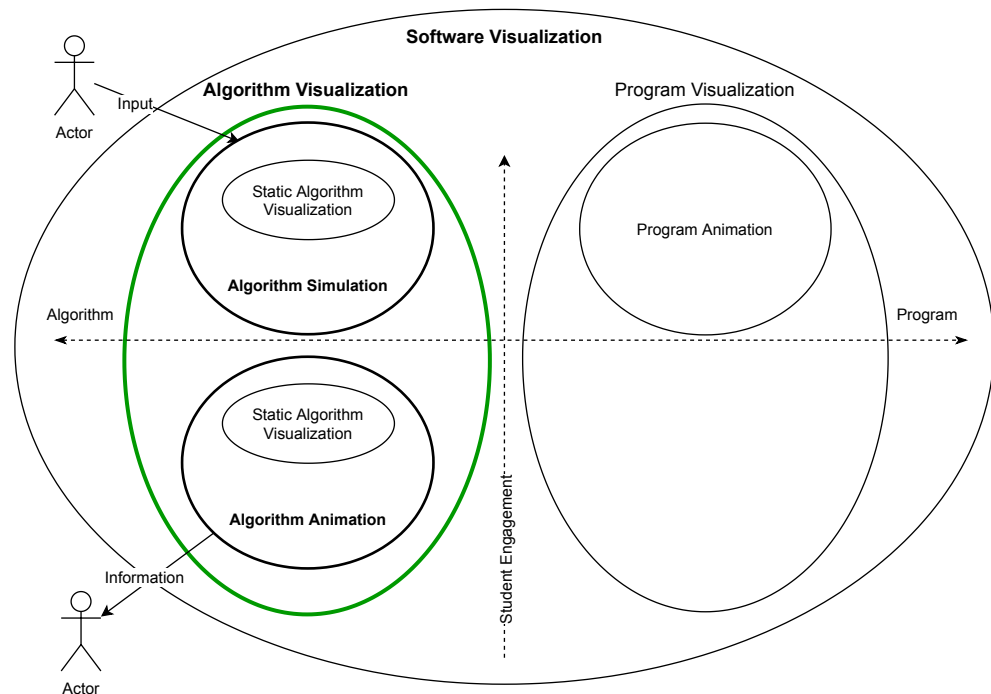 Software Visualization
Algorithm Visualization
Program Visualization
Input
Actor
Static Algorithm
Visualization
Program Animation
Algorithm Simulation
Algorithm
Program
Static Algorithm
Visualization
Algorithm Animation
Student Engagement
Information
Actor